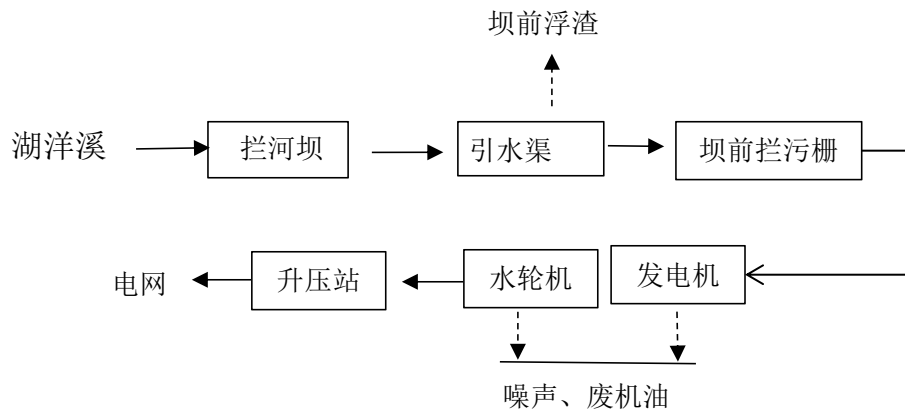 坝前浮渣
湖洋溪
拦河坝
引水渠
坝前拦污栅
电网
升压站
水轮机
发电机
噪声、废机油